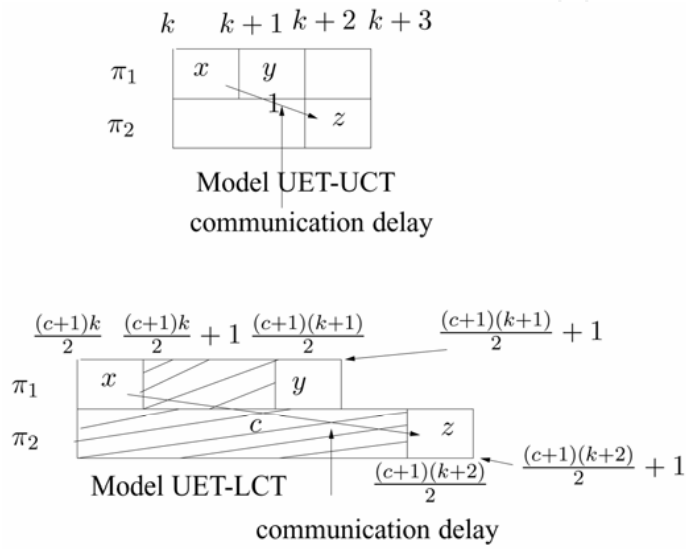 k k + 1 k + 2 k + 3
π₁ x y
1
π₂ z
Model UET-UCT
communication delay
(c+1)k/2 (c+1)k/2 + 1 (c+1)(k+1)/2 (c+1)(k+1)/2 + 1
π₁ x y
π₂ c z
Model UET-LCT (c+1)(k+2)/2 (c+1)(k+2)/2 + 1
communication delay